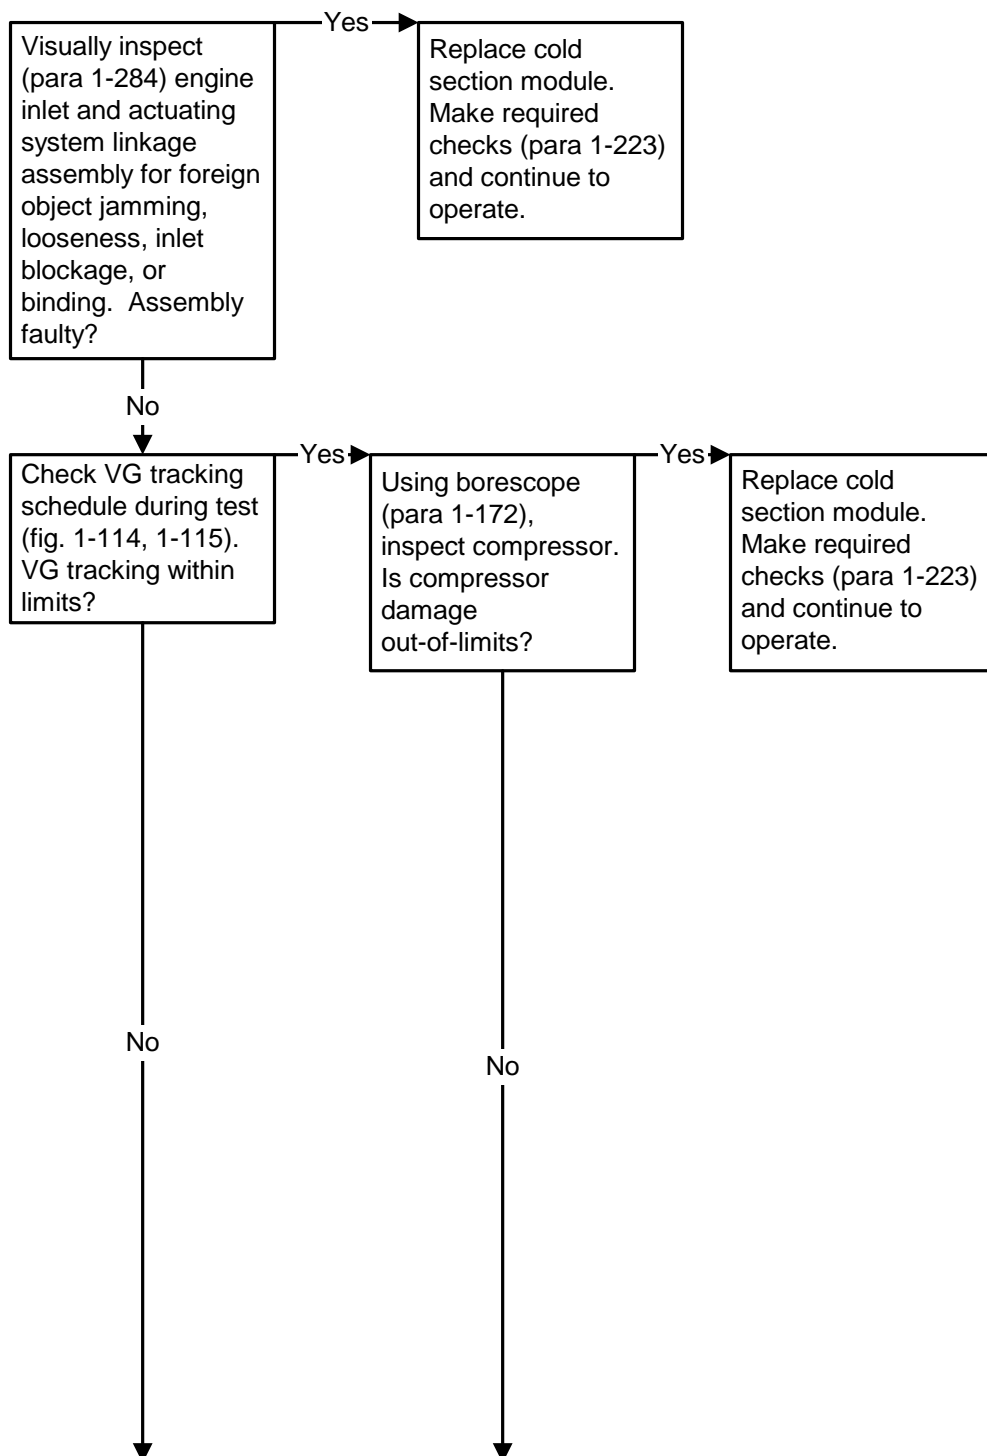 Visually inspect
(para 1-284) engine
inlet and actuating
system linkage
assembly for foreign
object jamming,
looseness, inlet
blockage, or
binding.  Assembly
faulty?
Yes
Replace cold
section module.
Make required
checks (para 1-223)
and continue to
operate.
No
Check VG tracking
schedule during test
(fig. 1-114, 1-115).
VG tracking within
limits?
Yes
Using borescope
(para 1-172),
inspect compressor.
Is compressor
damage
out-of-limits?
Yes
Replace cold
section module.
Make required
checks (para 1-223)
and continue to
operate.
No
No